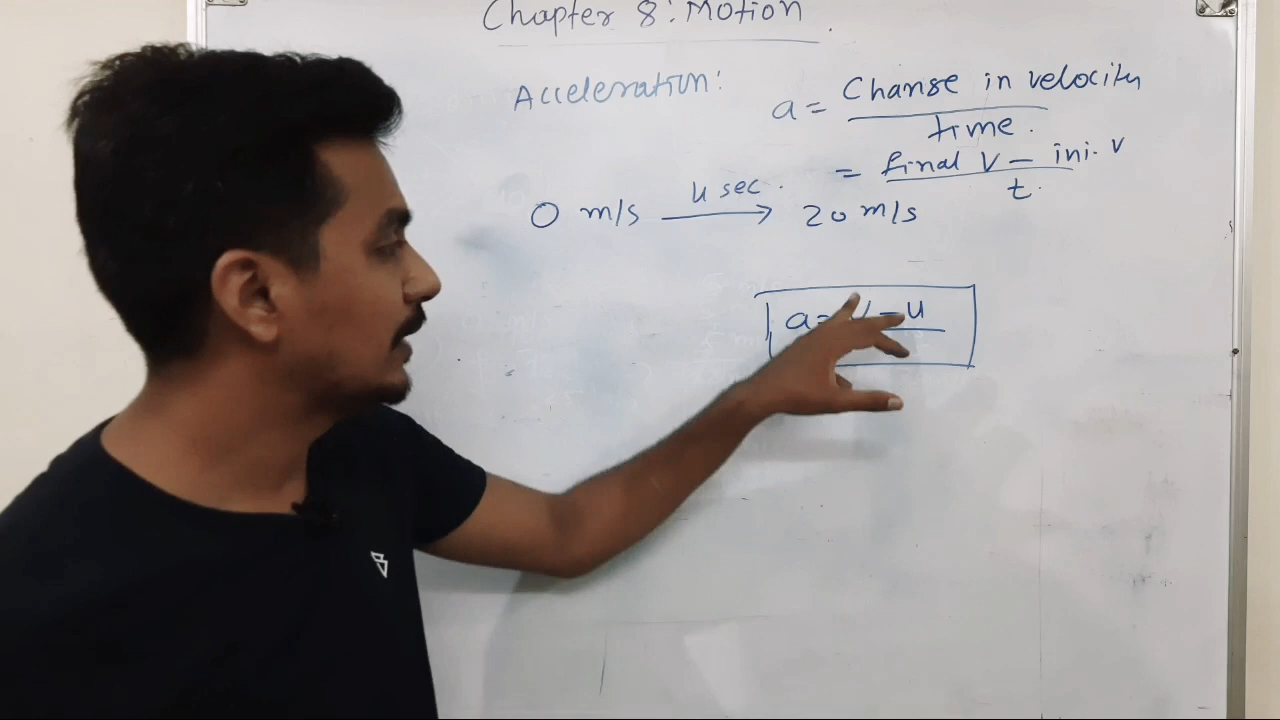 Chapter 8: Motion
Acceleration:
a = Change in velocity
time.
= final V – ini. v
t.
4 sec.
0 m/s → 20 m/s
a = v – u